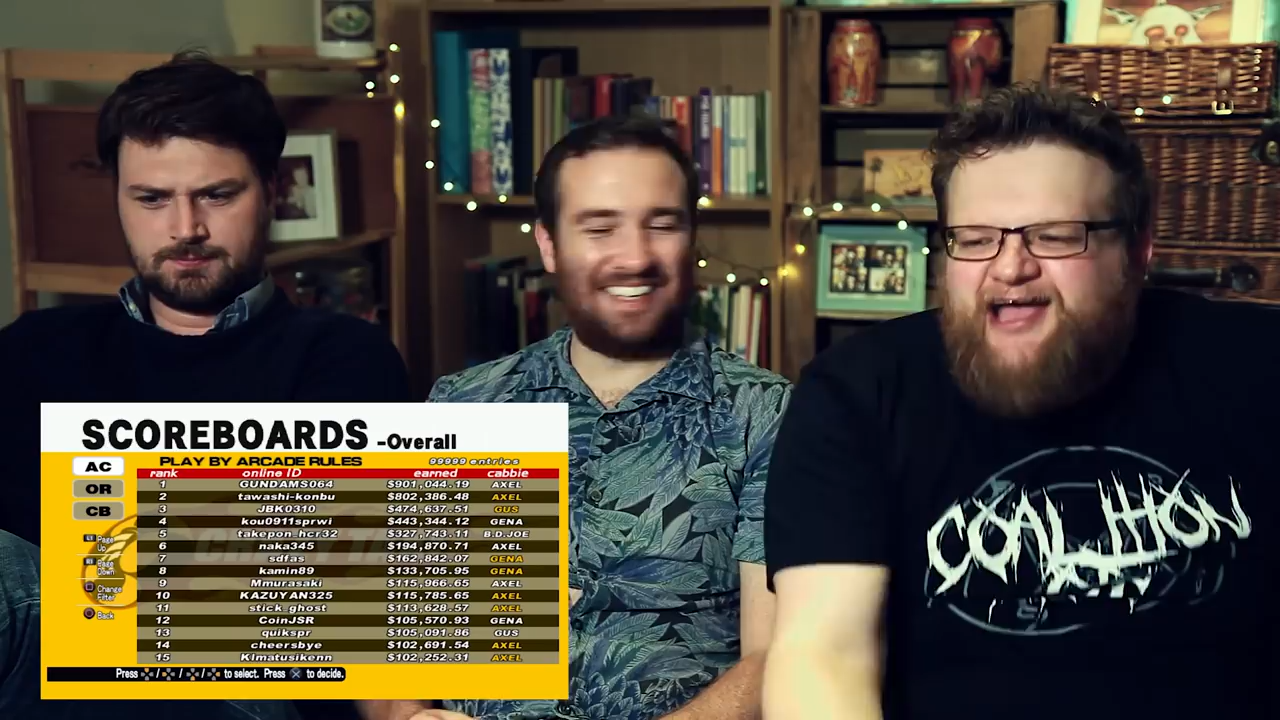 SCOREBOARDS -Overall
AC
OR
CB
PLAY BY ARCADE RULES 99999 entries
rank online ID earned cabbie
1 GUNDAMS064 $901,044.19 AXEL
2 tawashi-konbu $802,386.48 AXEL
3 JBK0310 $474,637.51 GUS
4 kou0911sprwi $443,344.12 GENA
5 takepon_hcr32 $327,743.11 B.D.JOE
6 naka345 $194,870.71 AXEL
7 sdfas $162,842.07 GENA
8 kamin89 $133,705.95 GENA
9 Mmurasaki $115,966.65 AXEL
10 KAZUYAN325 $115,785.65 AXEL
11 stick_ghost $113,628.57 AXEL
12 CoinJSR $105,570.93 GENA
13 quikspr $105,091.86 GUS
14 cheersbye $102,691.54 AXEL
15 KImatusikenn $102,252.31 AXEL
Page Up
Page Down
Change Filter
Back
Press / / / to select. Press to decide.
COALITION